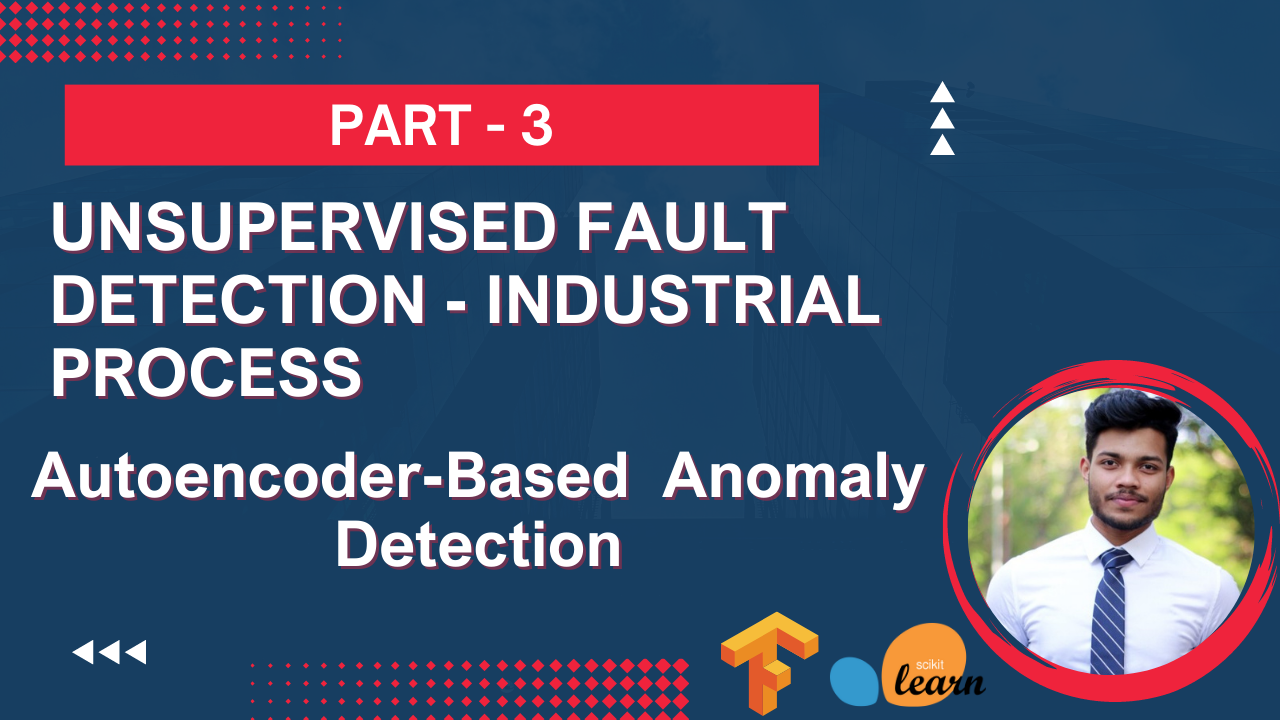 PART - 3
UNSUPERVISED FAULT
DETECTION - INDUSTRIAL
PROCESS
Autoencoder-Based Anomaly
Detection
scikit
learn